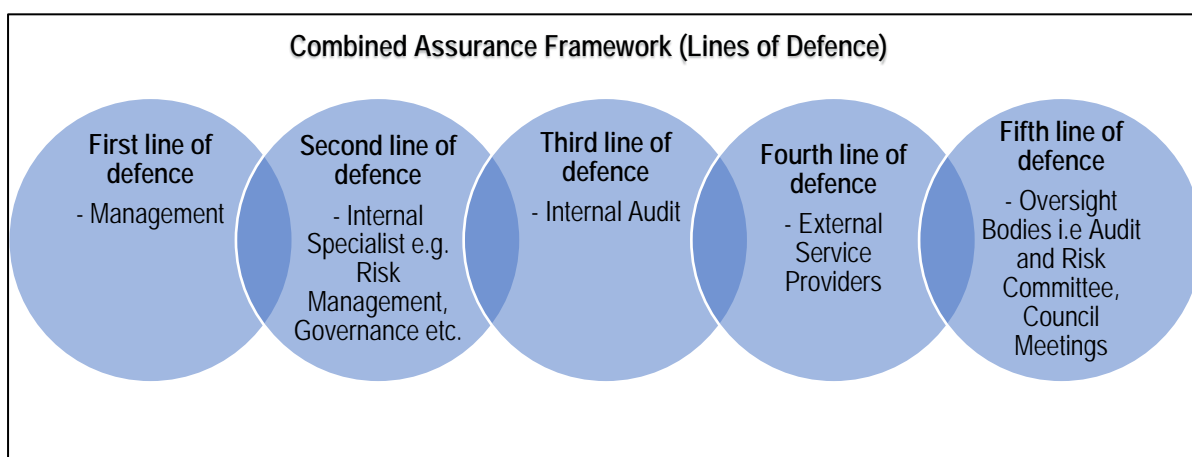 Combined Assurance Framework (Lines of Defence)
First line of
defence
- Management
Second line of
defence
- Internal
Specialist e.g.
Risk
Management,
Governance etc.
Third line of
defence
- Internal Audit
Fourth line of
defence
- External
Service
Providers
Fifth line of
defence
- Oversight
Bodies i.e Audit
and Risk
Committee,
Council
Meetings